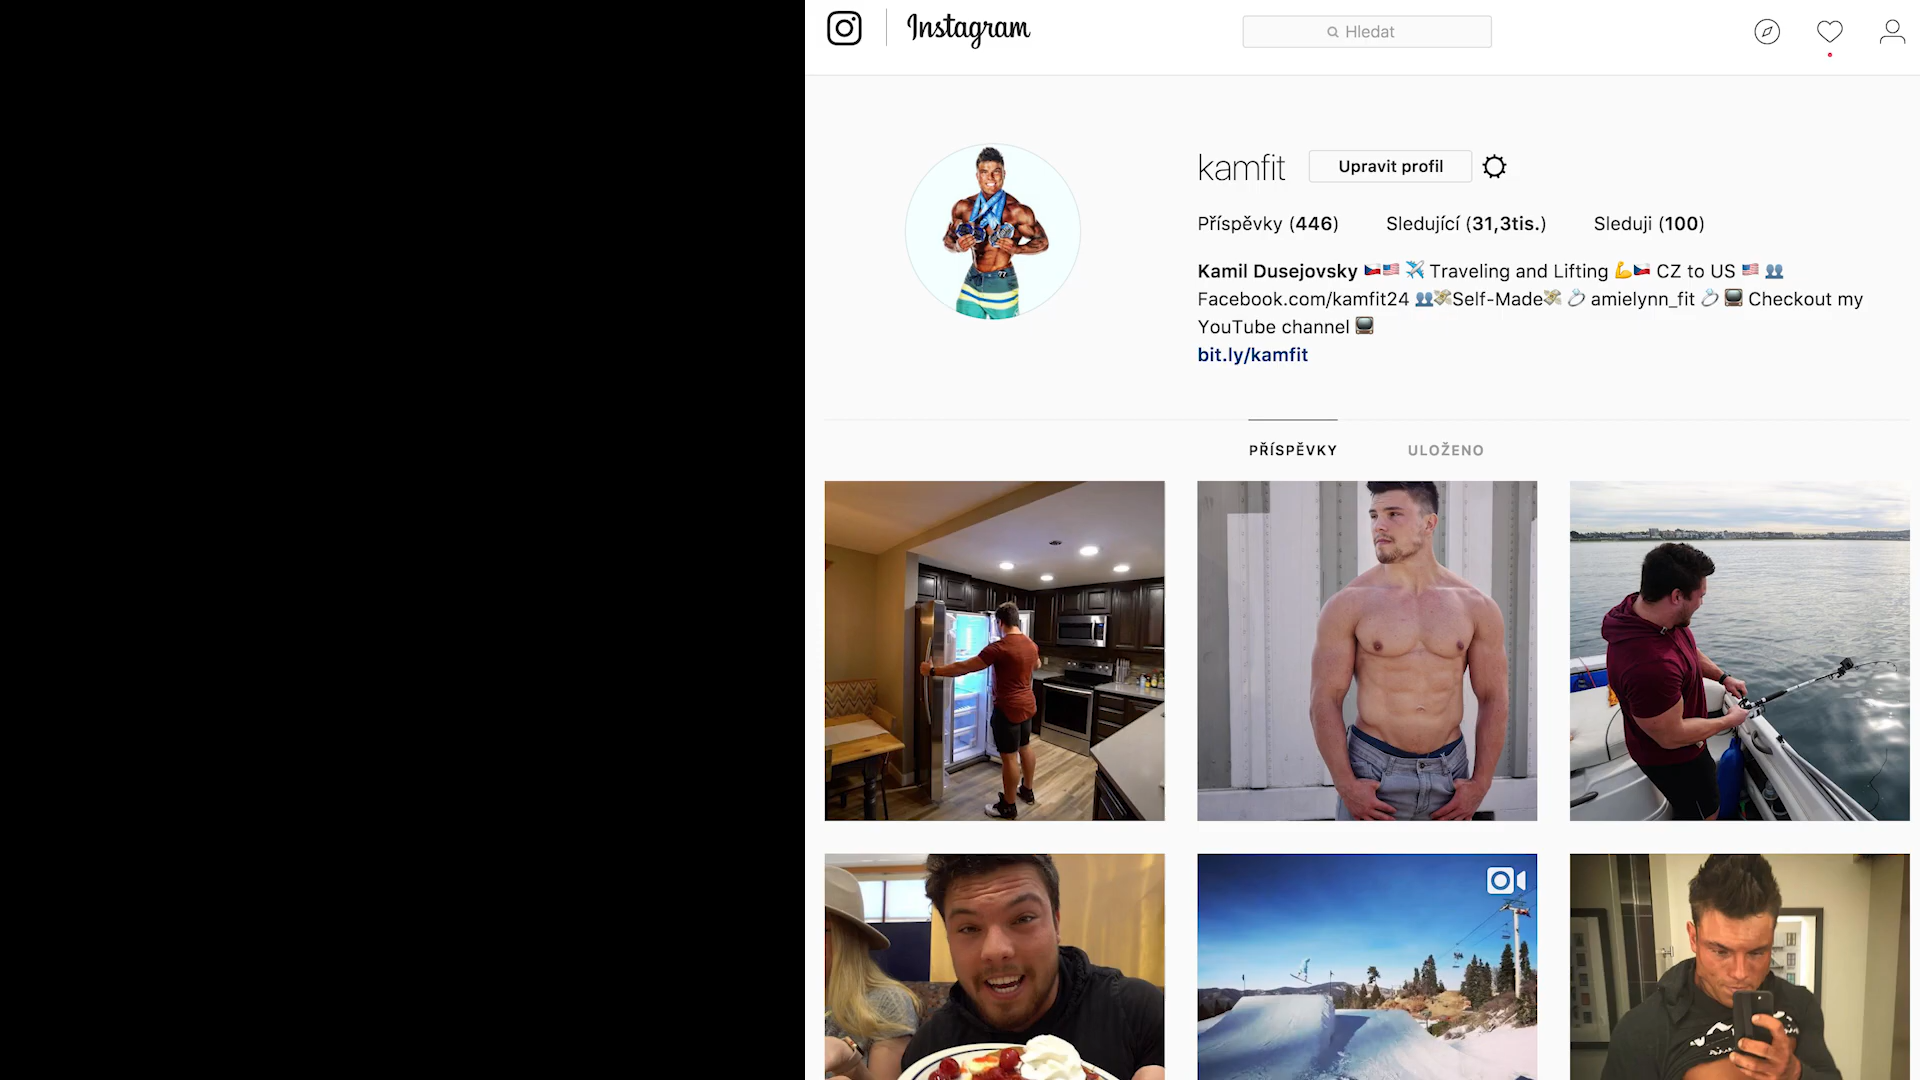 Instagram
Hledat
kamfit Upravit profil
Příspěvky (446) Sledující (31,3tis.) Sleduji (100)
Kamil Dusejovsky 🇨🇿🇺🇸 ✈️ Traveling and Lifting 💪🇨🇿 CZ to US 🇺🇸 👥
Facebook.com/kamfit24 👥💸Self-Made💸 💍 amielynn_fit 💍 📺 Checkout my
YouTube channel 📺
bit.ly/kamfit
PŘÍSPĚVKY ULOŽENO
77